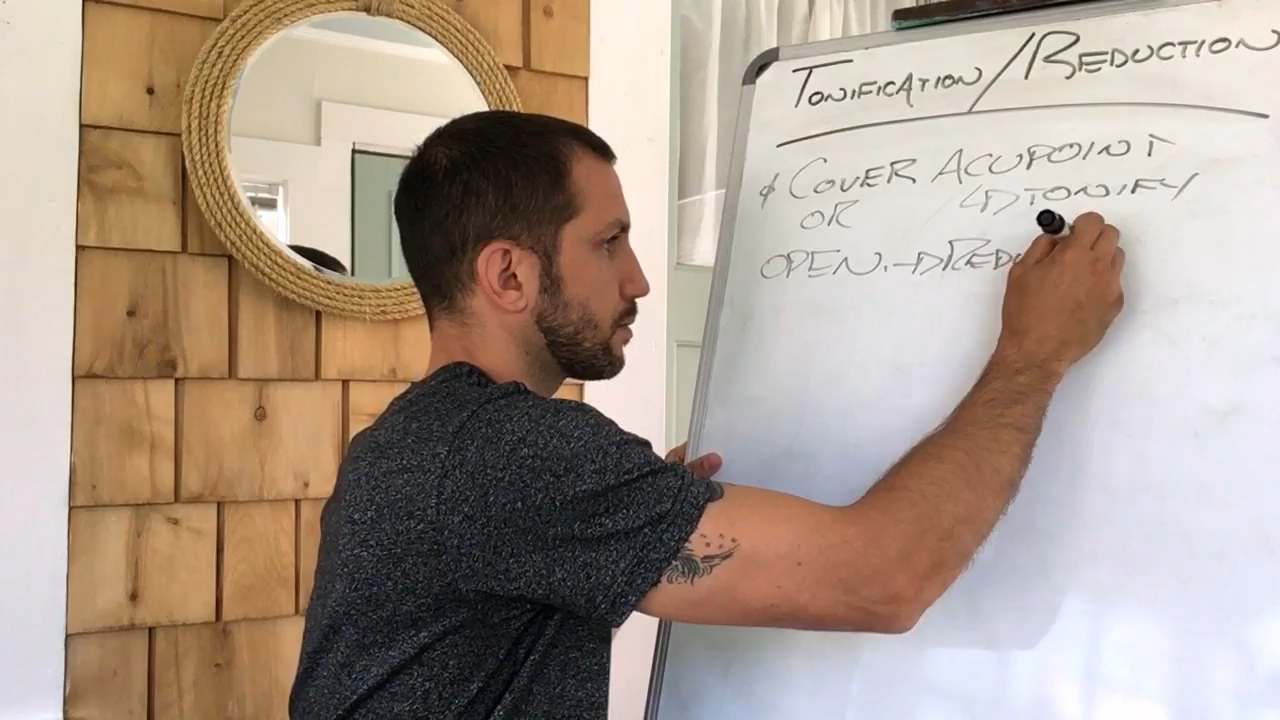 TONIFICATION/REDUCTION
¢ COVER ACUPOINT
OR ↳TONIFY
OPEN.→REDU